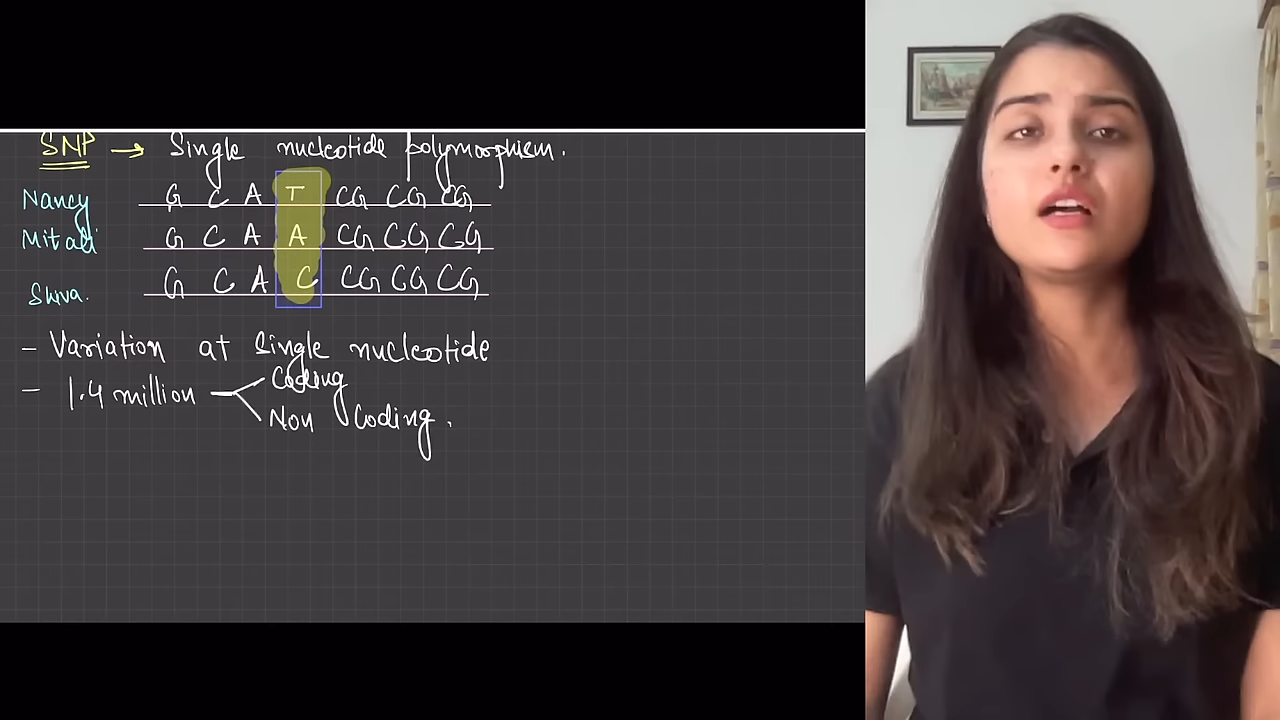 SNP → Single nucleotide polymorphism.
Nancy G C A T CG CG CG
Mitali G C A A CG CG CG
Shiva. G C A C CG CG CG
- Variation at Single nucleotide
- 1.4 million Coding
Non Coding.